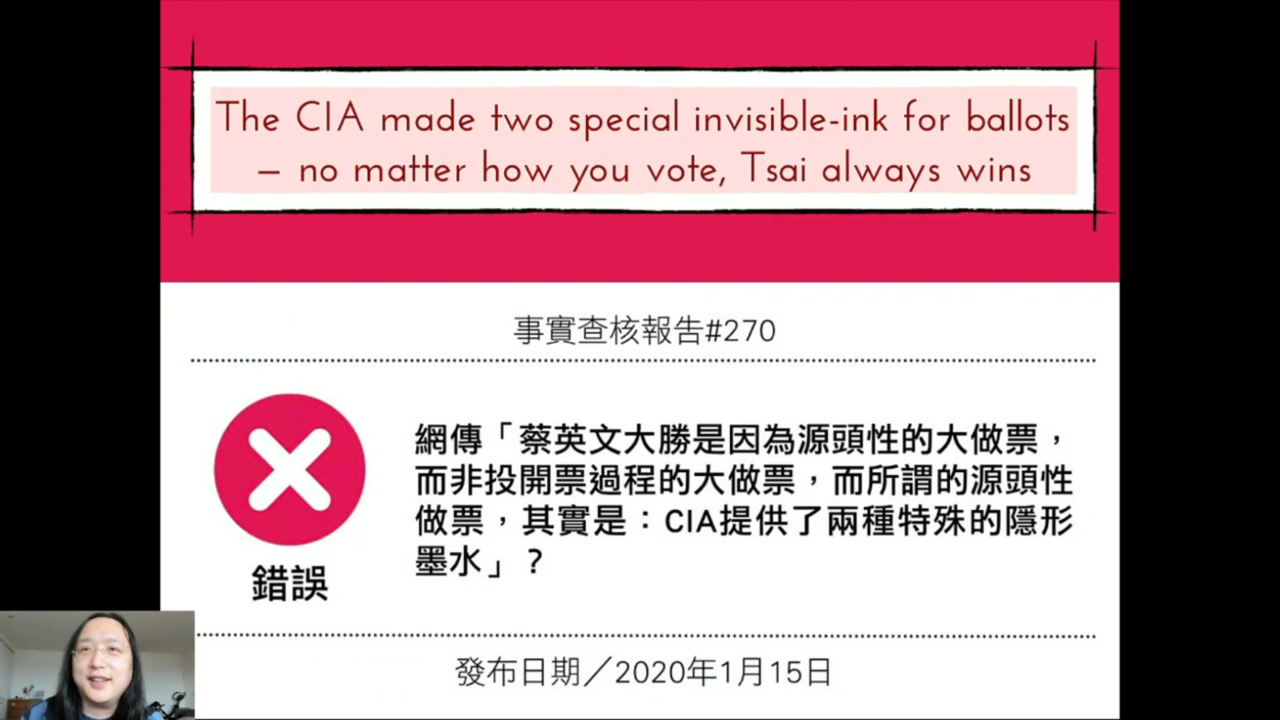 The CIA made two special invisible-ink for ballots
– no matter how you vote, Tsai always wins
事實查核報告#270
網傳「蔡英文大勝是因為源頭性的大做票，
而非投開票過程的大做票，而所謂的源頭性
做票，其實是：CIA提供了兩種特殊的隱形
墨水」？
錯誤
發布日期／2020年1月15日